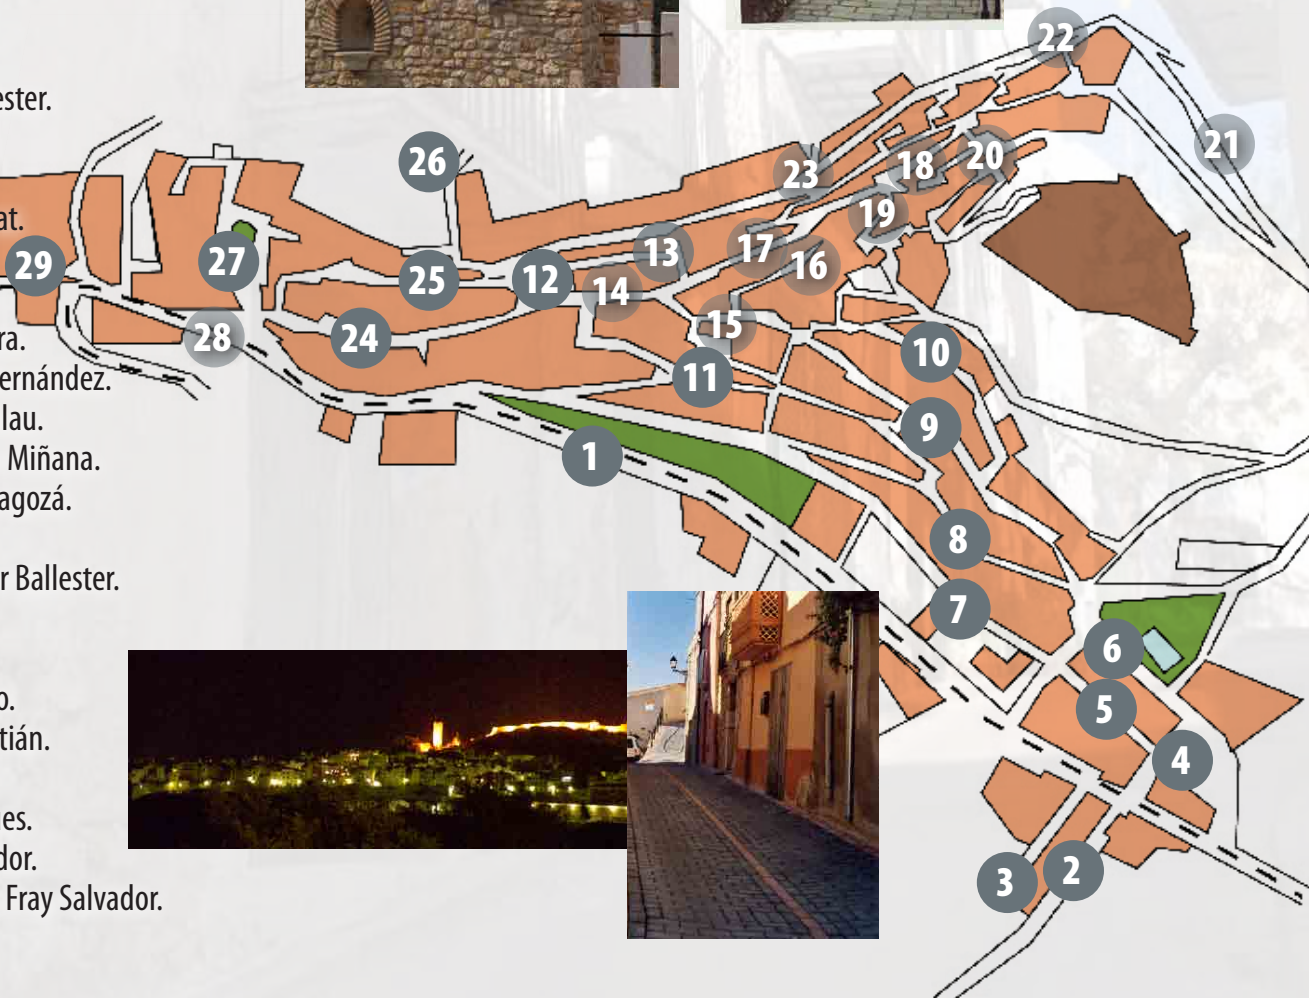 ester.
at.
ra.
ernández.
lau.
Miñana.
agozá.
r Ballester.
o.
tián.
es.
dor.
Fray Salvador.
22
21
26
23
18
20
19
29
27
25
12
13
17
16
14
15
28
24
11
10
9
1
8
7
6
5
4
3
2